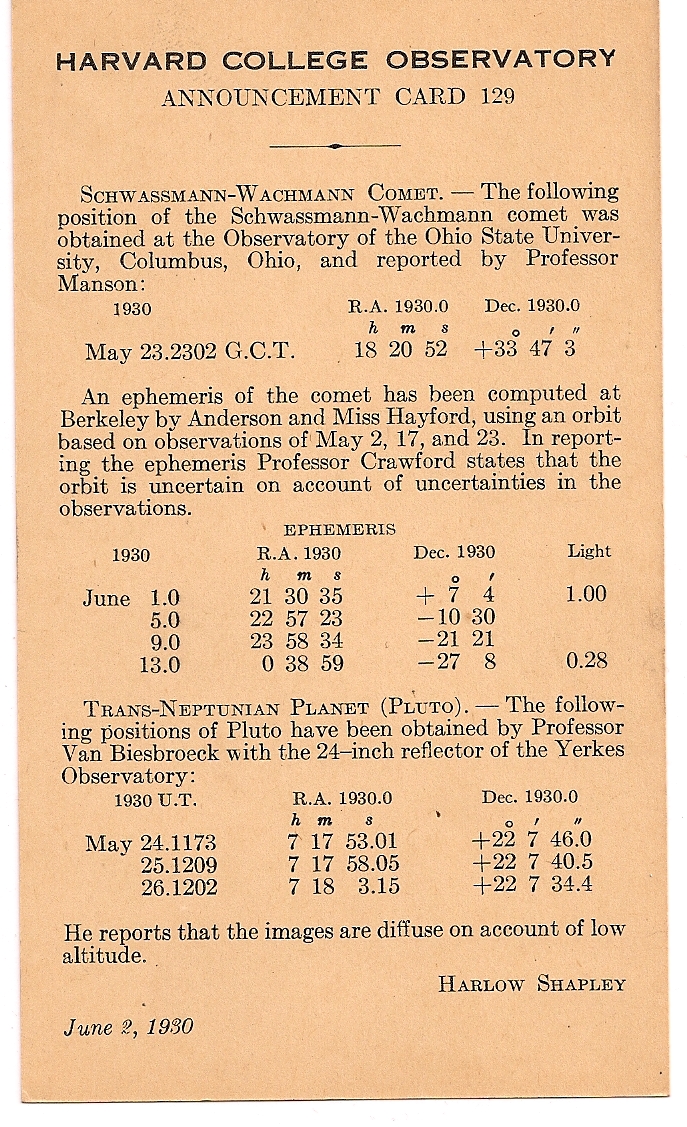 HARVARD COLLEGE OBSERVATORY
ANNOUNCEMENT CARD 129
SCHWASSMANN-WACHMANN COMET. — The following
position of the Schwassmann-Wachmann comet was
obtained at the Observatory of the Ohio State Univer-
sity, Columbus, Ohio, and reported by Professor
Manson:
1930 R.A. 1930.0 Dec. 1930.0
h m s ° ′ ″
May 23.2302 G.C.T. 18 20 52 +33 47 3
An ephemeris of the comet has been computed at
Berkeley by Anderson and Miss Hayford, using an orbit
based on observations of May 2, 17, and 23. In report-
ing the ephemeris Professor Crawford states that the
orbit is uncertain on account of uncertainties in the
observations.
EPHEMERIS
1930 R.A. 1930 Dec. 1930 Light
h m s ° ′
June 1.0 21 30 35 + 7 4 1.00
5.0 22 57 23 −10 30
9.0 23 58 34 −21 21
13.0 0 38 59 −27 8 0.28
TRANS-NEPTUNIAN PLANET (PLUTO). — The follow-
ing positions of Pluto have been obtained by Professor
Van Biesbroeck with the 24–inch reflector of the Yerkes
Observatory:
1930 U.T. R.A. 1930.0 Dec. 1930.0
h m s ° ′ ″
May 24.1173 7 17 53.01 +22 7 46.0
25.1209 7 17 58.05 +22 7 40.5
26.1202 7 18 3.15 +22 7 34.4
He reports that the images are diffuse on account of low
altitude.
HARLOW SHAPLEY
June 2, 1930